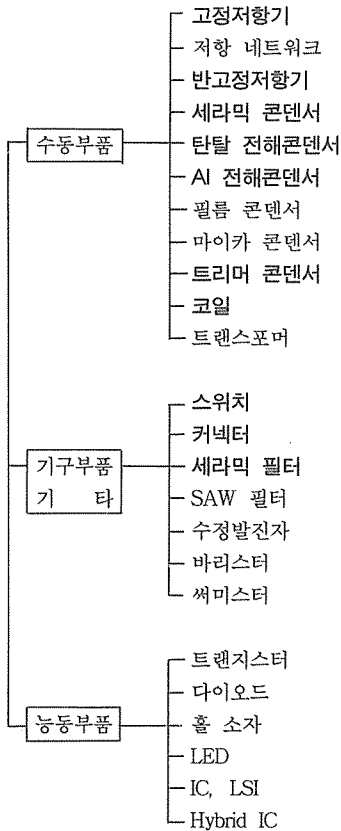 고정저항기
저항 네트워크
반고정저항기
세라믹 콘덴서
수동부품
탄탈 전해콘덴서
Al 전해콘덴서
필름 콘덴서
마이카 콘덴서
트리머 콘덴서
코일
트랜스포머
스위치
커넥터
기구부품
기 타
세라믹 필터
SAW 필터
수정발진자
바리스터
써미스터
트랜지스터
다이오드
능동부품
홀 소자
LED
IC, LSI
Hybrid IC